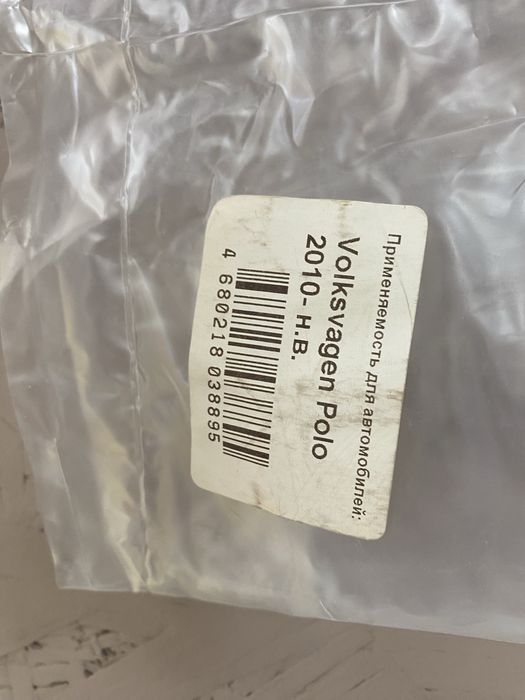 Применяемость для автомобилей:
Volksvagen Polo
2010- Н.В.
4 680218 038895